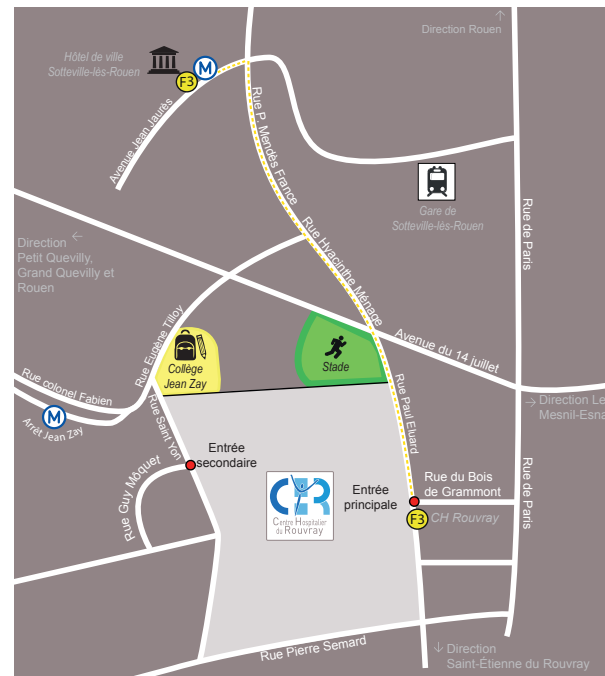 ↑
Direction Rouen
Hôtel de ville
Sotteville-lès-Rouen
M
F3
Avenue Jean Jaurès
Rue P. Mendès France
Gare de
Sotteville-lès-Rouen
Rue de Paris
Direction ←
Petit Quevilly,
Grand Quevilly et
Rouen
Rue Hyacinthe Ménage
Rue Eugène Tilloy
Avenue du 14 juillet
Collège
Jean Zay
Stade
Rue colonel Fabien
M
Arrêt Jean Zay
Rue Saint Yon
Rue Paul Eluard
→ Direction Le
Mesnil-Esna
Entrée
secondaire
Rue Guy Môquet
CHR
Centre Hospitalier
du Rouvray
Entrée
principale
Rue du Bois
de Grammont
F3
CH Rouvray
Rue de Paris
Rue Pierre Semard
↓ Direction
Saint-Étienne du Rouvray